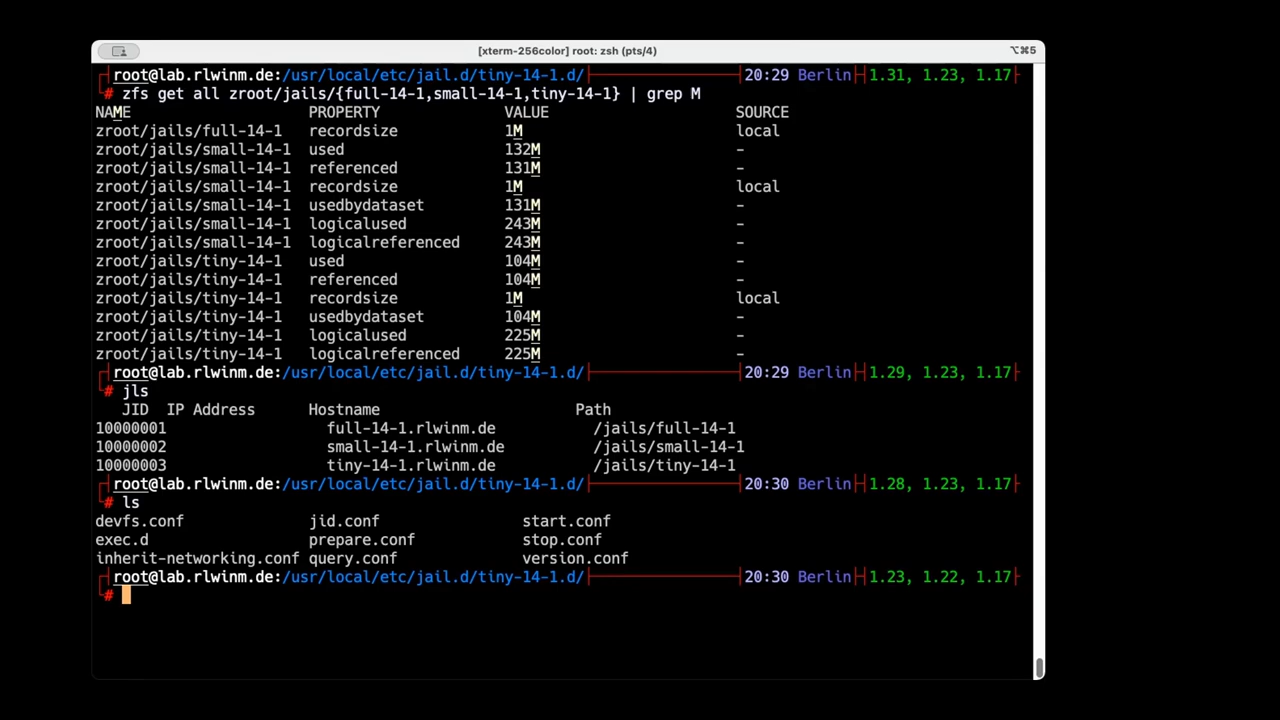 [xterm-256color] root: zsh (pts/4)
⌥⌘5
root@lab.rlwinm.de:/usr/local/etc/jail.d/tiny-14-1.d/ 20:29 Berlin 1.31, 1.23, 1.17
# zfs get all zroot/jails/{full-14-1,small-14-1,tiny-14-1} | grep M
NAME PROPERTY VALUE SOURCE
zroot/jails/full-14-1 recordsize 1M local
zroot/jails/small-14-1 used 132M -
zroot/jails/small-14-1 referenced 131M -
zroot/jails/small-14-1 recordsize 1M local
zroot/jails/small-14-1 usedbydataset 131M -
zroot/jails/small-14-1 logicalused 243M -
zroot/jails/small-14-1 logicalreferenced 243M -
zroot/jails/tiny-14-1 used 104M -
zroot/jails/tiny-14-1 referenced 104M -
zroot/jails/tiny-14-1 recordsize 1M local
zroot/jails/tiny-14-1 usedbydataset 104M -
zroot/jails/tiny-14-1 logicalused 225M -
zroot/jails/tiny-14-1 logicalreferenced 225M -
root@lab.rlwinm.de:/usr/local/etc/jail.d/tiny-14-1.d/ 20:29 Berlin 1.29, 1.23, 1.17
# jls
JID IP Address Hostname Path
10000001 full-14-1.rlwinm.de /jails/full-14-1
10000002 small-14-1.rlwinm.de /jails/small-14-1
10000003 tiny-14-1.rlwinm.de /jails/tiny-14-1
root@lab.rlwinm.de:/usr/local/etc/jail.d/tiny-14-1.d/ 20:30 Berlin 1.28, 1.23, 1.17
# ls
devfs.conf jid.conf start.conf
exec.d prepare.conf stop.conf
inherit-networking.conf query.conf version.conf
root@lab.rlwinm.de:/usr/local/etc/jail.d/tiny-14-1.d/ 20:30 Berlin 1.23, 1.22, 1.17
#